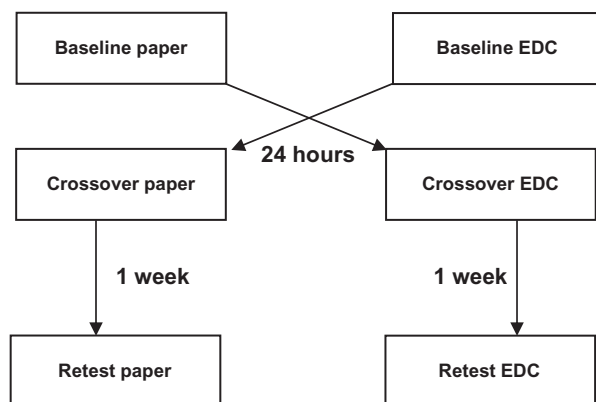 Baseline paper
Baseline EDC
24 hours
Crossover paper
Crossover EDC
1 week
1 week
Retest paper
Retest EDC